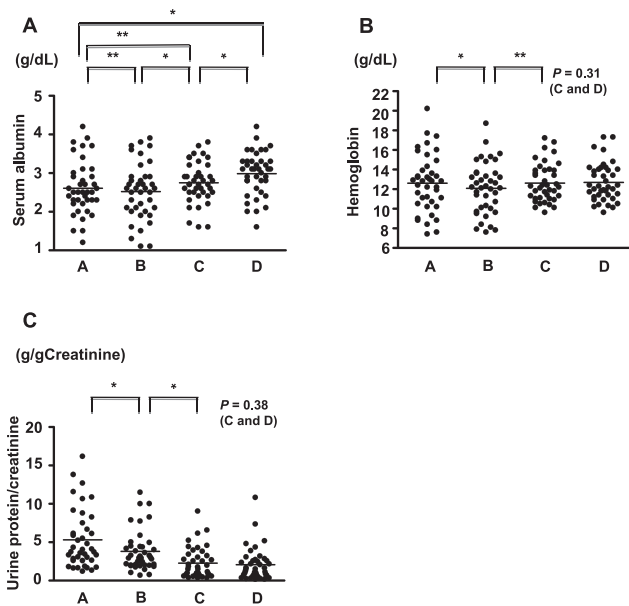 A
*
**
(g/dL)
** * *
5
4
3
2
1
Serum albumin
A B C D
B
(g/dL)
* **
P = 0.31
(C and D)
22
20
18
16
14
12
10
8
6
Hemoglobin
A B C D
C
(g/gCreatinine)
* *
P = 0.38
(C and D)
20
15
10
5
0
Urine protein/creatinine
A B C D